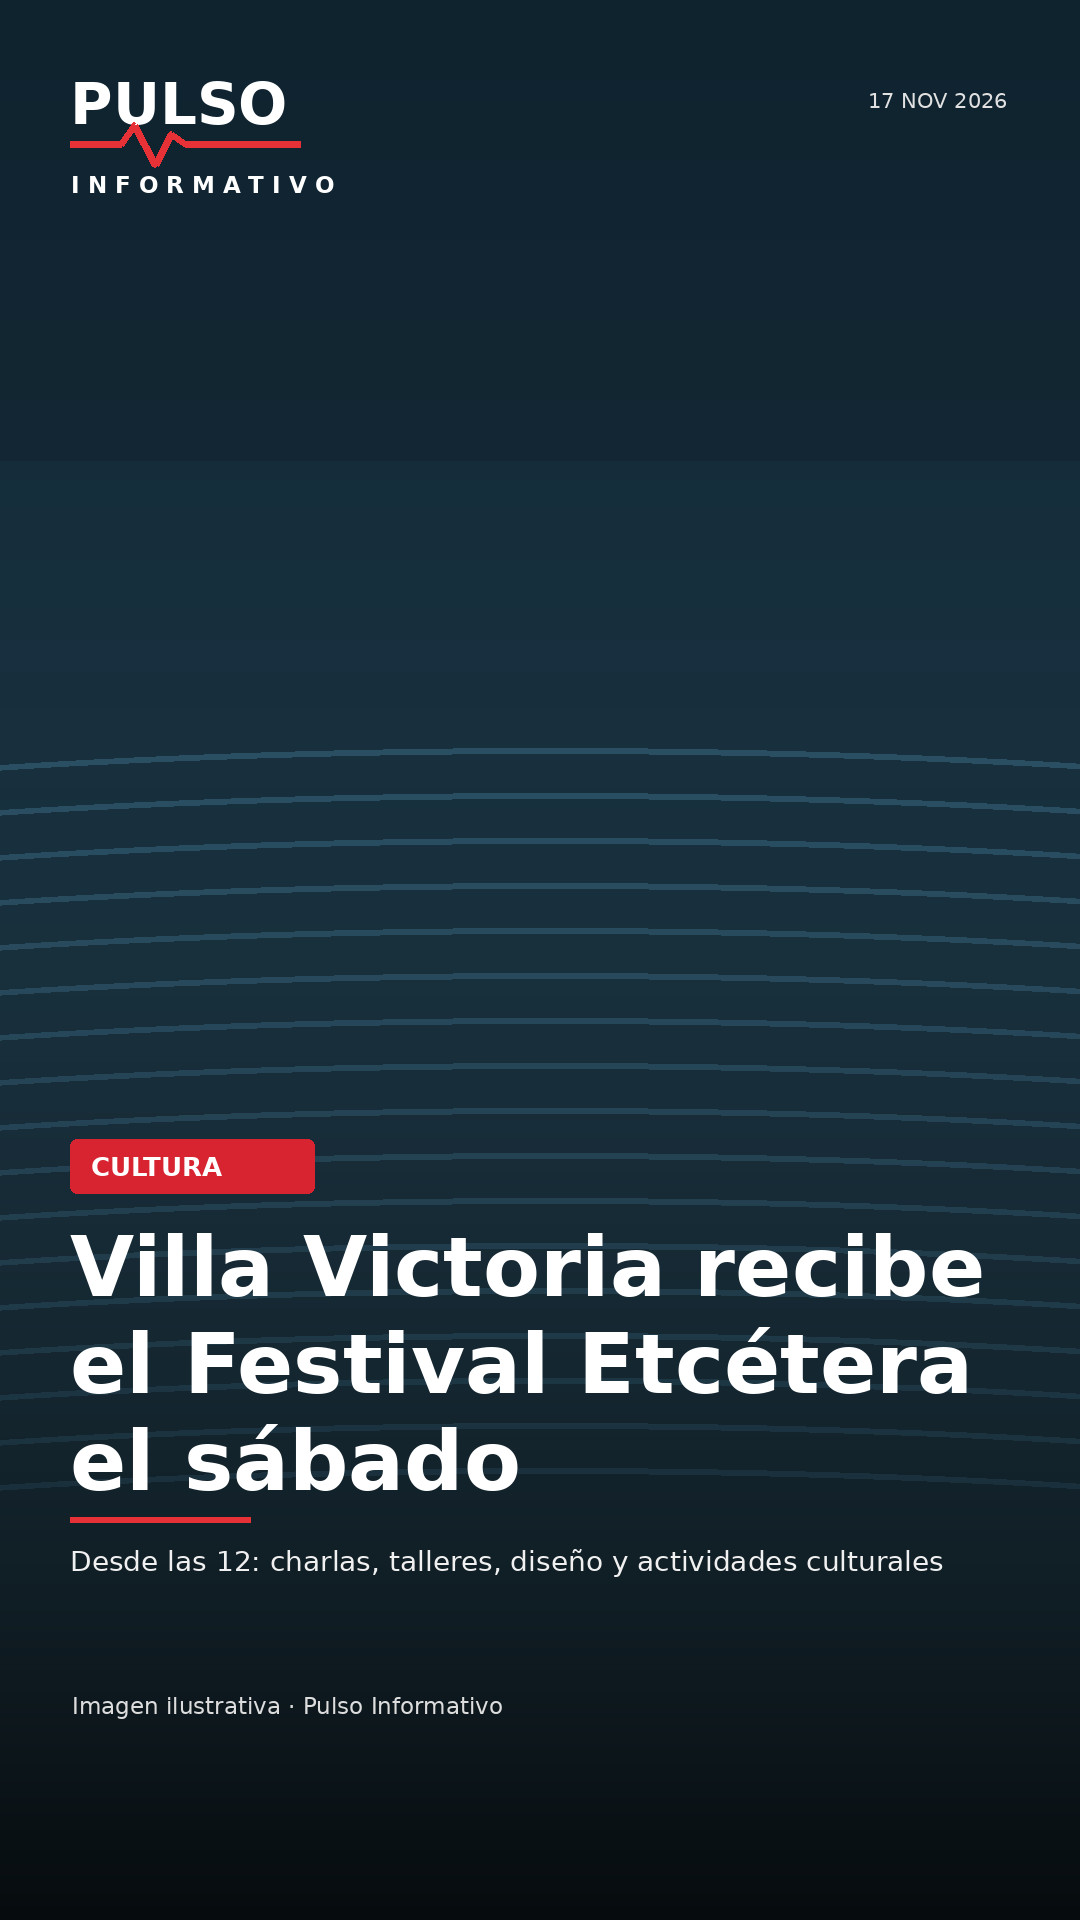 PULSO
INFORMATIVO
17 NOV 2026
CULTURA
Villa Victoria recibe
el Festival Etcétera
el sábado
Desde las 12: charlas, talleres, diseño y actividades culturales
Imagen ilustrativa · Pulso Informativo